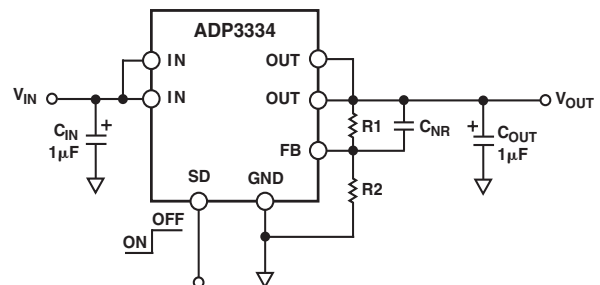 ADP3334
IN
OUT
V_IN
IN
OUT
V_OUT
C_IN
1µF
+
R1
C_NR
+
C_OUT
1µF
FB
SD
GND
R2
OFF
ON